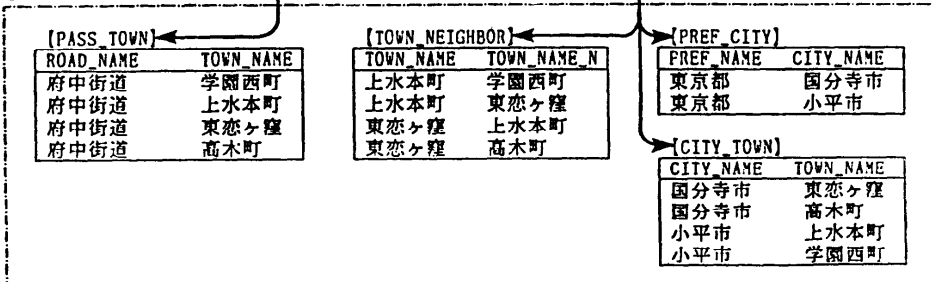 【PASS_TOWN】
ROAD_NAME TOWN_NAME
府中街道 学園西町
府中街道 上水本町
府中街道 東恋ヶ窪
府中街道 高木町
【TOWN_NEIGHBOR】
TOWN_NAME TOWN_NAME_N
上水本町 学園西町
上水本町 東恋ヶ窪
東恋ヶ窪 上水本町
東恋ヶ窪 高木町
【PREF_CITY】
PREF_NAME CITY_NAME
東京都 国分寺市
東京都 小平市
【CITY_TOWN】
CITY_NAME TOWN_NAME
国分寺市 東恋ヶ窪
国分寺市 高木町
小平市 上水本町
小平市 学園西町